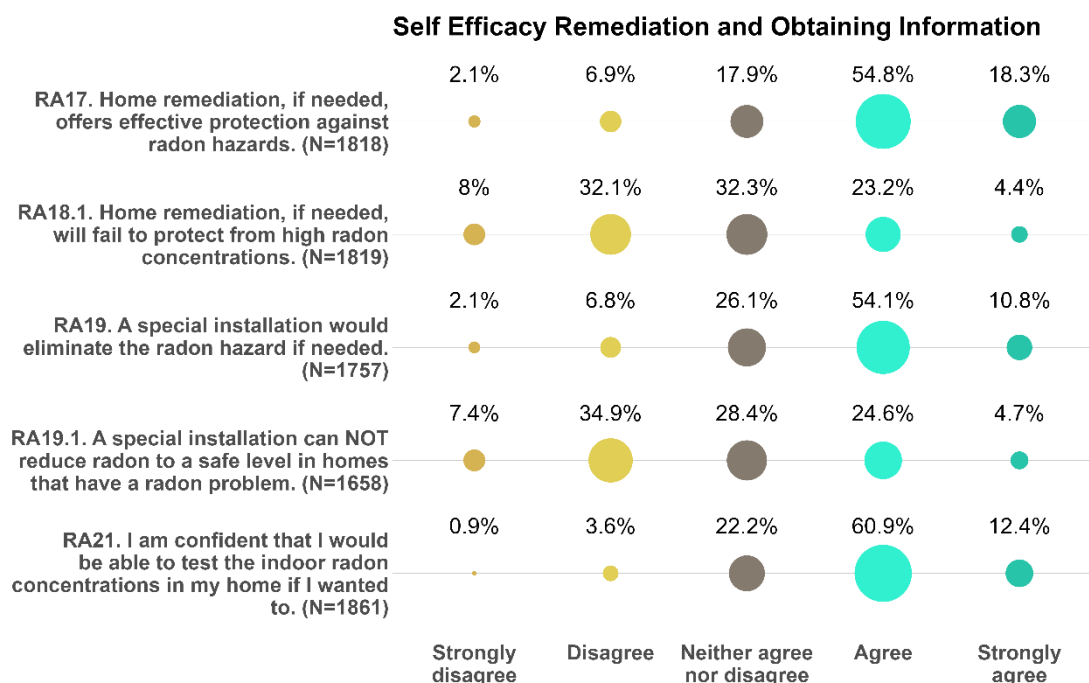 Self Efficacy Remediation and Obtaining Information
2.1% 6.9% 17.9% 54.8% 18.3%
RA17. Home remediation, if needed,
offers effective protection against
radon hazards. (N=1818)
8% 32.1% 32.3% 23.2% 4.4%
RA18.1. Home remediation, if needed,
will fail to protect from high radon
concentrations. (N=1819)
2.1% 6.8% 26.1% 54.1% 10.8%
RA19. A special installation would
eliminate the radon hazard if needed.
(N=1757)
7.4% 34.9% 28.4% 24.6% 4.7%
RA19.1. A special installation can NOT
reduce radon to a safe level in homes
that have a radon problem. (N=1658)
0.9% 3.6% 22.2% 60.9% 12.4%
RA21. I am confident that I would
be able to test the indoor radon
concentrations in my home if I wanted
to. (N=1861)
Strongly disagree
Disagree
Neither agree nor disagree
Agree
Strongly agree